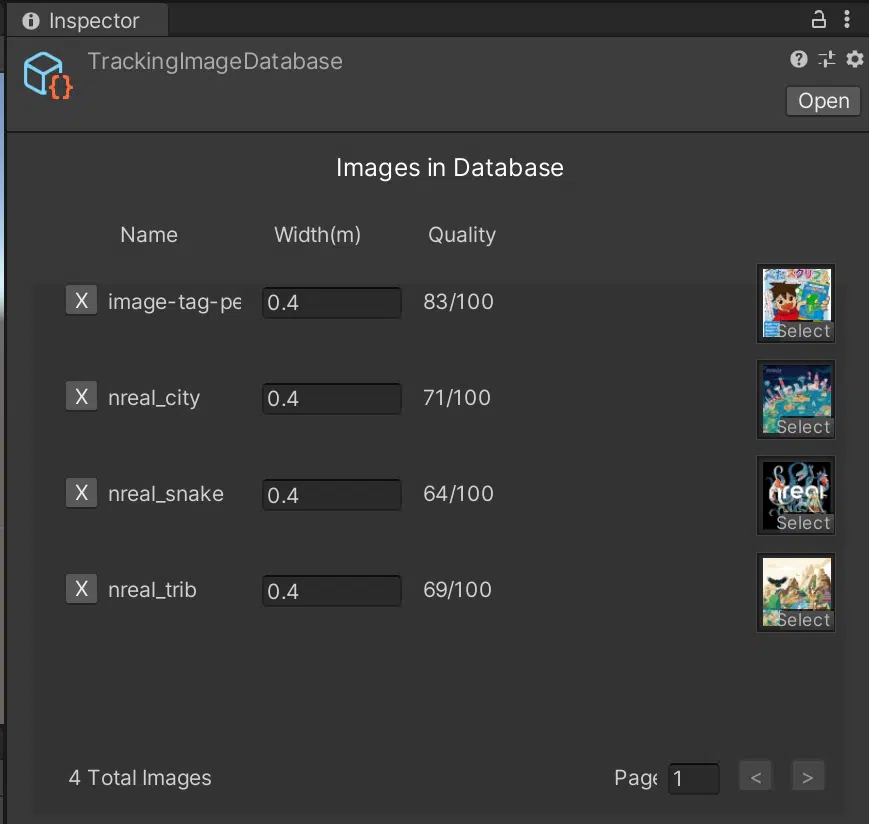 Inspector
TrackingImageDatabase
Open
Images in Database
Name Width(m) Quality
X image-tag-pe 0.4 83/100 Select
X nreal_city 0.4 71/100 Select
X nreal_snake 0.4 64/100 nreal Select
X nreal_trib 0.4 69/100 Select
4 Total Images Page 1 < >